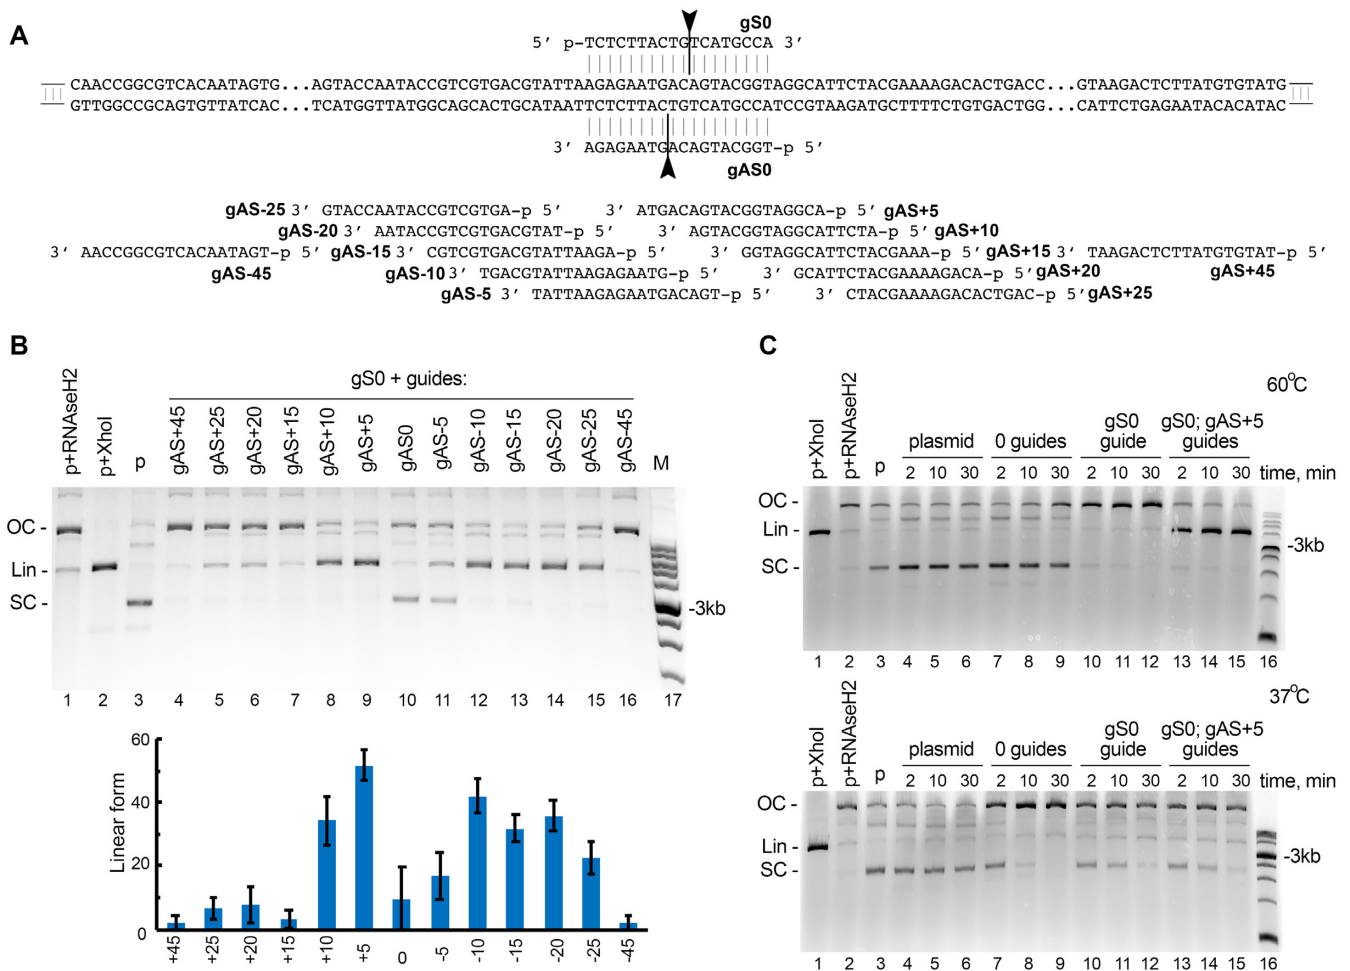 A
gS0
5′ p-TCTCTTACTGTCATGCCA 3′
CAACCGGCGTCACAATAGTG...AGTACCAATACCGTCGTGACGTATTAAGAGAATGACAGTACGGTAGGCATTCTACGAAAAGACACTGACC...GTAAGACTCTTATGTGTATG
GTTGGCCGCAGTGTTATCAC...TCATGGTTATGGCAGCACTGCATAATTCTCTTACTGTCATGCCATCCGTAAGATGCTTTTCTGTGACTGG...CATTCTGAGAATACACATAC
3′ AGAGAATGACAGTACGGT-p 5′
gAS0
gAS-25 3′ GTACCAATACCGTCGTGA-p 5′ 3′ ATGACAGTACGGTAGGCA-p 5′ gAS+5
gAS-20 3′ AATACCGTCGTGACGTAT-p 5′ 3′ AGTACGGTAGGCATTCTA-p 5′ gAS+10
3′ AACCGGCGTCACAATAGT-p 5′ gAS-15 3′ CGTCGTGACGTATTAAGA-p 5′ 3′ GGTAGGCATTCTACGAAA-p 5′ gAS+15 3′ TAAGACTCTTATGTGTAT-p 5′
gAS-45 gAS-10 3′ TGACGTATTAAGAGAATG-p 5′ 3′ GCATTCTACGAAAAGACA-p 5′ gAS+20 gAS+45
gAS-5 3′ TATTAAGAGAATGACAGT-p 5′ 3′ CTACGAAAAGACACTGAC-p 5′ gAS+25
B
gS0 + guides:
p+RNAseH2 p+XhoI p gAS+45 gAS+25 gAS+20 gAS+15 gAS+10 gAS+5 gAS0 gAS-5 gAS-10 gAS-15 gAS-20 gAS-25 gAS-45 M
OC -
Lin -
SC -
-3kb
1 2 3 4 5 6 7 8 9 10 11 12 13 14 15 16 17
Linear form
60
40
20
0
+45 +25 +20 +15 +10 +5 0 -5 -10 -15 -20 -25 -45
C
60°C
p+XhoI p+RNAseH2 p plasmid 0 guides gS0 guide gS0; gAS+5 guides
2 10 30 2 10 30 2 10 30 2 10 30 time, min
OC -
Lin -
SC -
-3kb
1 2 3 4 5 6 7 8 9 10 11 12 13 14 15 16
37°C
p+XhoI p+RNAseH2 p plasmid 0 guides gS0 guide gS0; gAS+5 guides
2 10 30 2 10 30 2 10 30 2 10 30 time, min
OC -
Lin -
SC -
-3kb
1 2 3 4 5 6 7 8 9 10 11 12 13 14 15 16